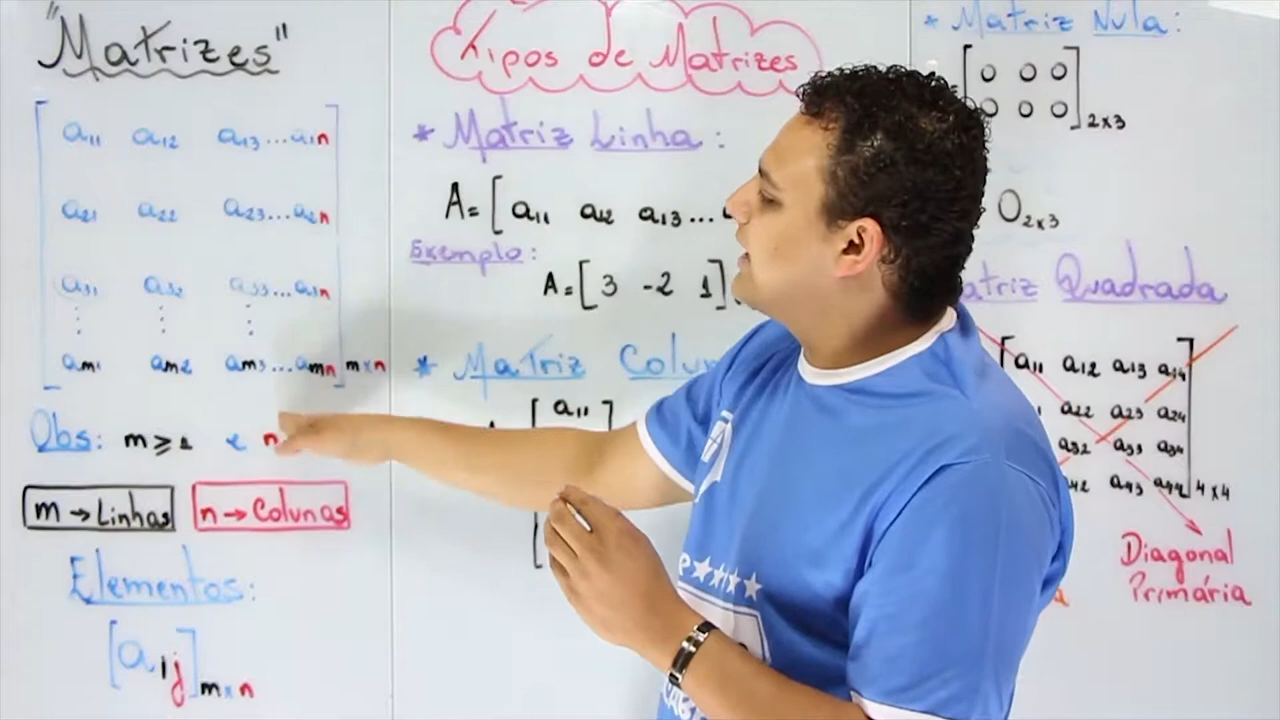 "Matrizes"
a11 a12 a13...a1n
a21 a22 a23...a2n
a31 a32 a33...a3n
⋮ ⋮ ⋮
am1 am2 am3...amn m×n
Obs: m≥1 e n
m→Linhas n→Colunas
Elementos:
[aij]m×n
Tipos de Matrizes
* Matriz Linha:
A=[a11 a12 a13...
Exemplo:
A=[3 -2 1]
* Matriz
a11
* Matriz Nula:
0 0 0
0 0 0 2×3
O2×3
Quadrada
a11 a12 a13 a14
a22 a23 a24
a32 a33 a34
a43 a44 4×4
Diagonal
Primária